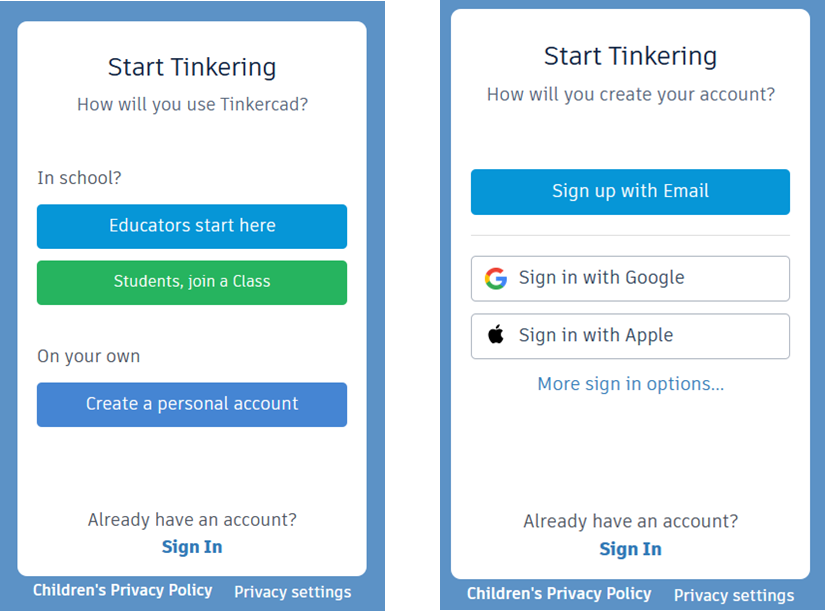 Start Tinkering
How will you use Tinkercad?
In school?
Educators start here
Students, join a Class
On your own
Create a personal account
Already have an account?
Sign In
Children's Privacy Policy
Privacy settings
Start Tinkering
How will you create your account?
Sign up with Email
Sign in with Google
Sign in with Apple
More sign in options...
Already have an account?
Sign In
Children's Privacy Policy
Privacy settings